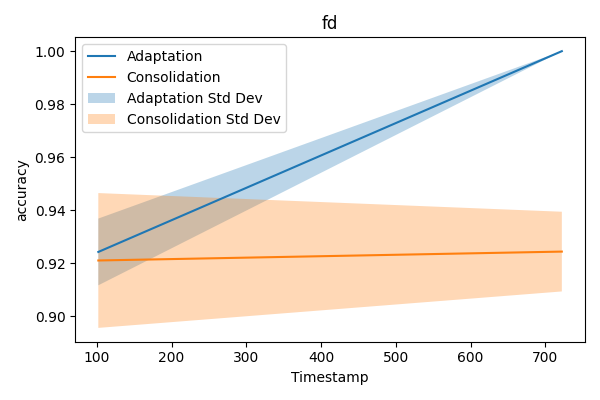 fd
Adaptation
Consolidation
Adaptation Std Dev
Consolidation Std Dev
accuracy
1.00
0.98
0.96
0.94
0.92
0.90
100 200 300 400 500 600 700
Timestamp